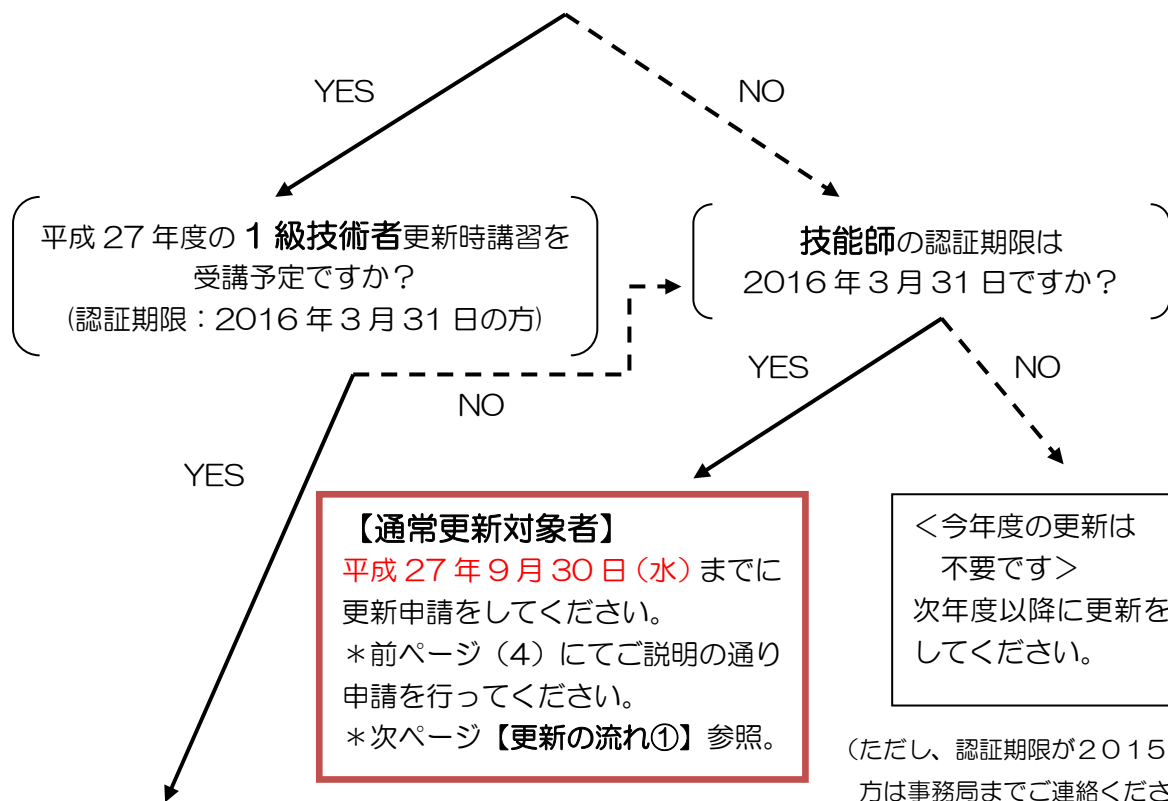 YES
NO
平成 27 年度の 1 級技術者更新時講習を
受講予定ですか？
(認証期限：2016 年 3 月 31 日の方)
技能師の認証期限は
2016 年 3 月 31 日ですか？
NO
YES
NO
YES
【通常更新対象者】
平成 27 年 9 月 30 日（水）までに
更新申請をしてください。
＊前ページ（4）にてご説明の通り
申請を行ってください。
＊次ページ【更新の流れ①】参照。
＜今年度の更新は
不要です＞
次年度以降に更新を
してください。
（ただし、認証期限が２０１５
方は事務局までご連絡くださ